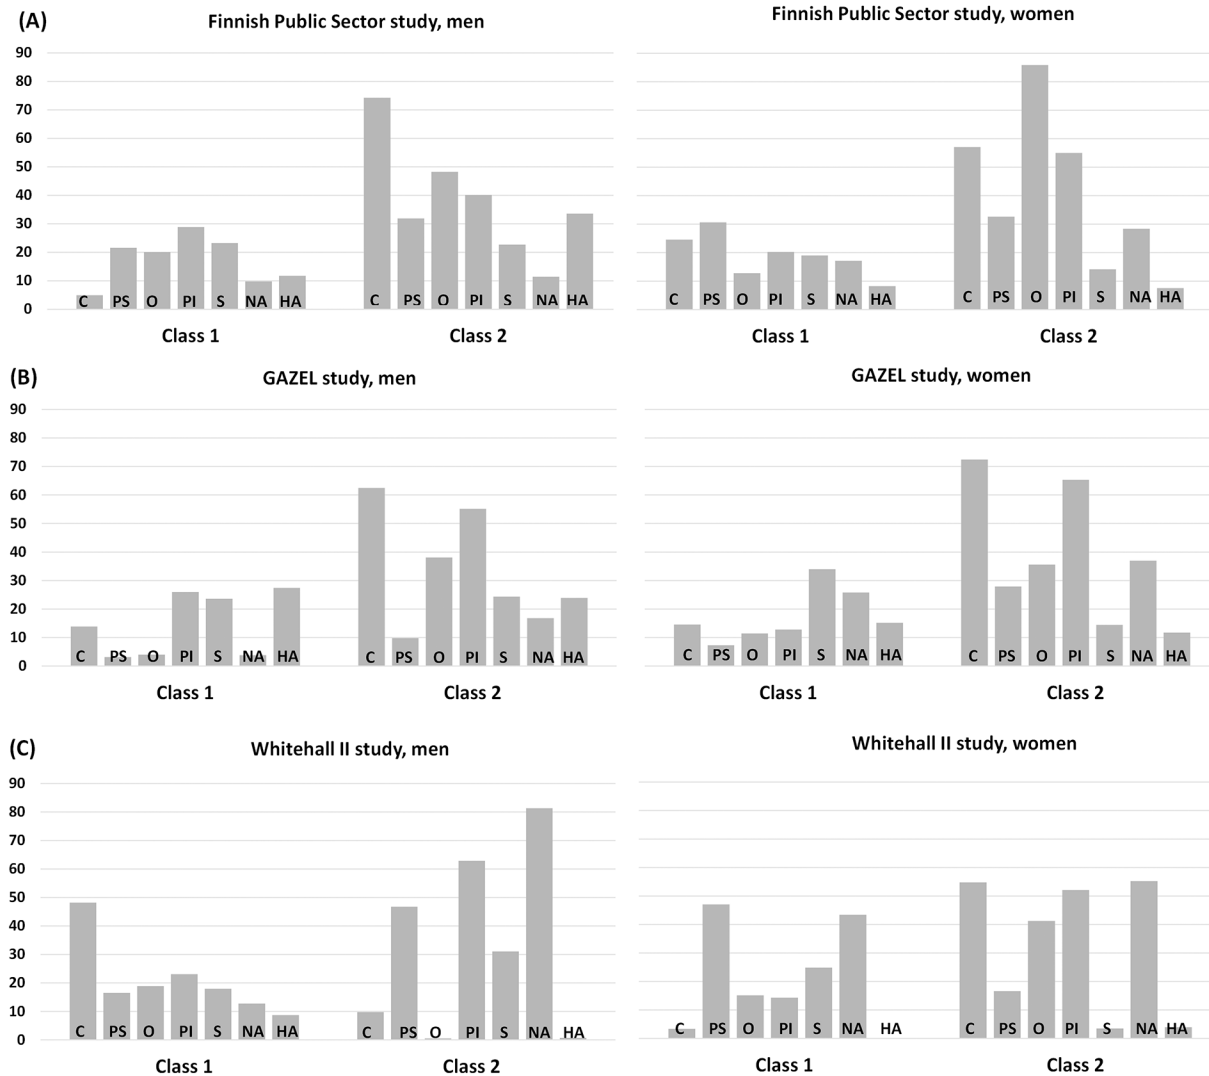 (A)
Finnish Public Sector study, men
Finnish Public Sector study, women
90
80
70
60
50
40
30
20
10
0
C PS O PI S NA HA C PS O PI S NA HA
C PS O PI S NA HA C PS O PI S NA HA
Class 1 Class 2
Class 1 Class 2
(B)
GAZEL study, men
GAZEL study, women
90
80
70
60
50
40
30
20
10
0
C PS O PI S NA HA C PS O PI S NA HA
C PS O PI S NA HA C PS O PI S NA HA
Class 1 Class 2
Class 1 Class 2
(C)
Whitehall II study, men
Whitehall II study, women
90
80
70
60
50
40
30
20
10
0
C PS O PI S NA HA C PS O PI S NA HA
C PS O PI S NA HA C PS O PI S NA HA
Class 1 Class 2
Class 1 Class 2